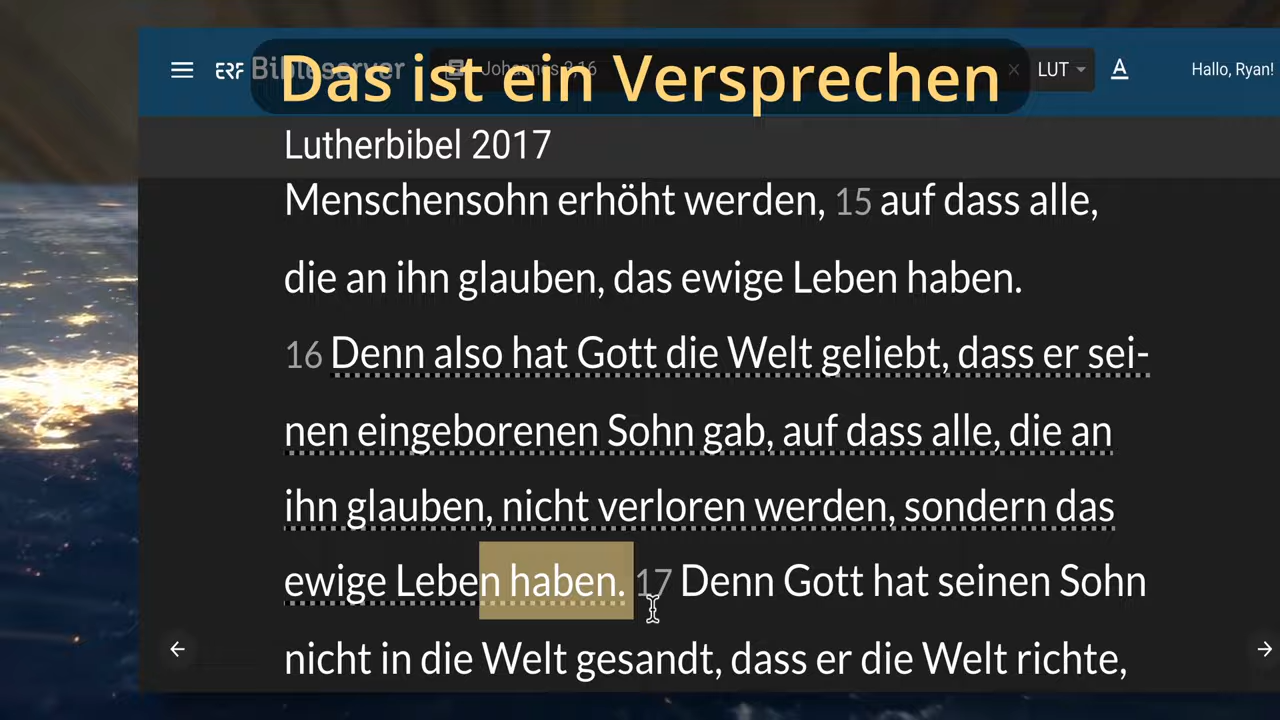 Das ist ein Versprechen
ERF Bibleserver
Johannes 3:16
LUT
A
Hallo, Ryan!
Lutherbibel 2017
Menschensohn erhöht werden, 15 auf dass alle,
die an ihn glauben, das ewige Leben haben.
16 Denn also hat Gott die Welt geliebt, dass er sei-
nen eingeborenen Sohn gab, auf dass alle, die an
ihn glauben, nicht verloren werden, sondern das
ewige Leben haben. 17 Denn Gott hat seinen Sohn
nicht in die Welt gesandt, dass er die Welt richte,